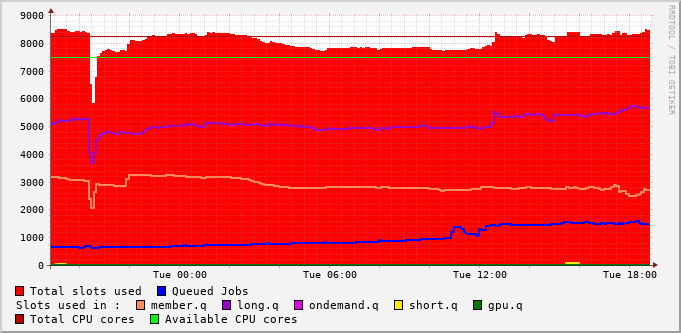 9000
8000
7000
6000
5000
4000
3000
2000
1000
0
Tue 00:00 Tue 06:00 Tue 12:00 Tue 18:00
RRDTOOL / TOBI OETIKER
Total slots used Queued Jobs
Slots used in : member.q long.q ondemand.q short.q gpu.q
Total CPU cores Available CPU cores